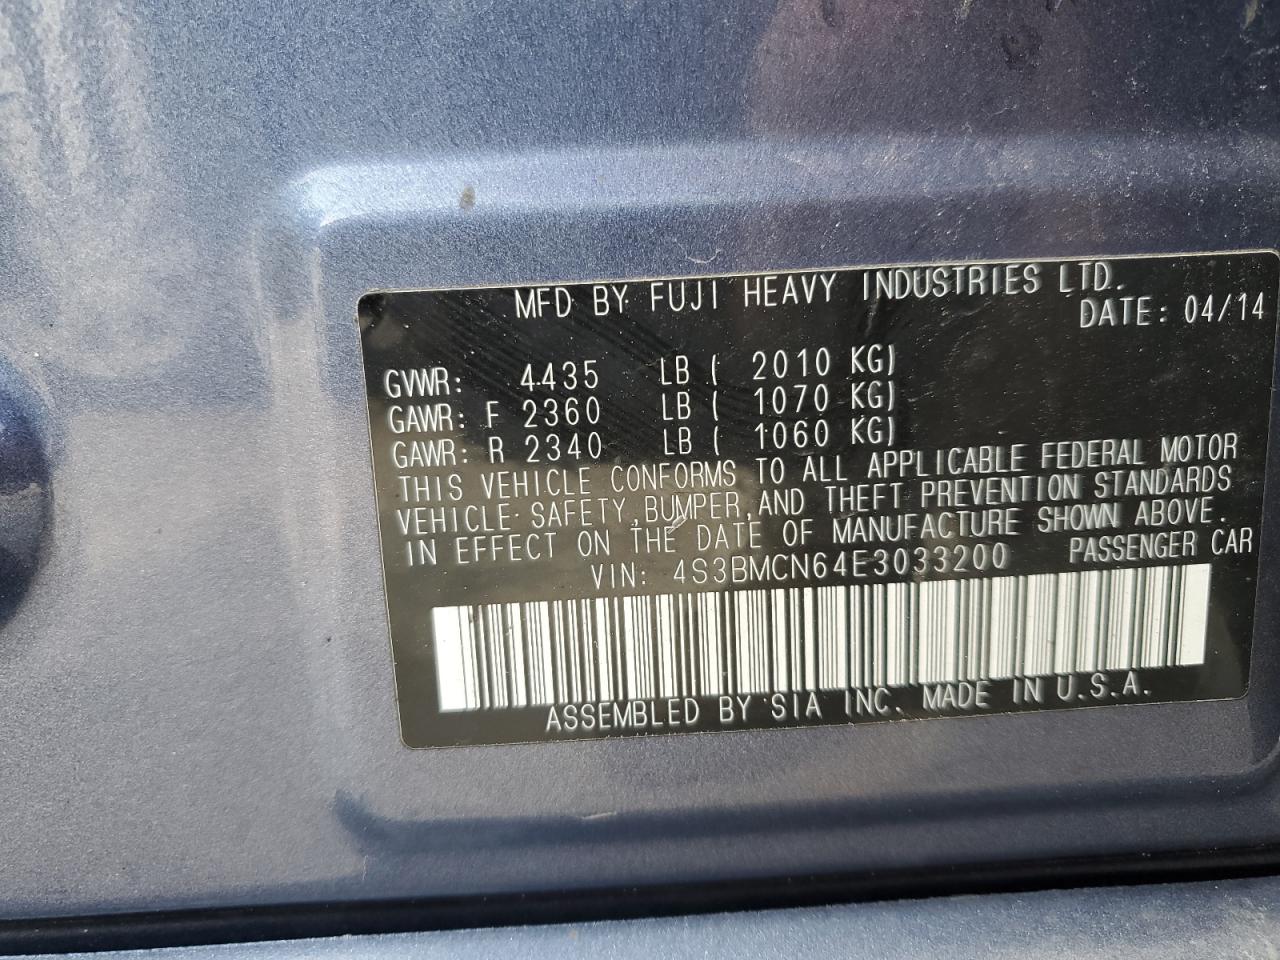 MFD BY FUJI HEAVY INDUSTRIES LTD.
DATE: 04/14
GVWR: 4435 LB ( 2010 KG)
GAWR: F 2360 LB ( 1070 KG)
GAWR: R 2340 LB ( 1060 KG)
THIS VEHICLE CONFORMS TO ALL APPLICABLE FEDERAL MOTOR
VEHICLE SAFETY, BUMPER, AND THEFT PREVENTION STANDARDS
IN EFFECT ON THE DATE OF MANUFACTURE SHOWN ABOVE.
VIN: 4S3BMCN64E3033200 PASSENGER CAR
ASSEMBLED BY SIA INC. MADE IN U.S.A.